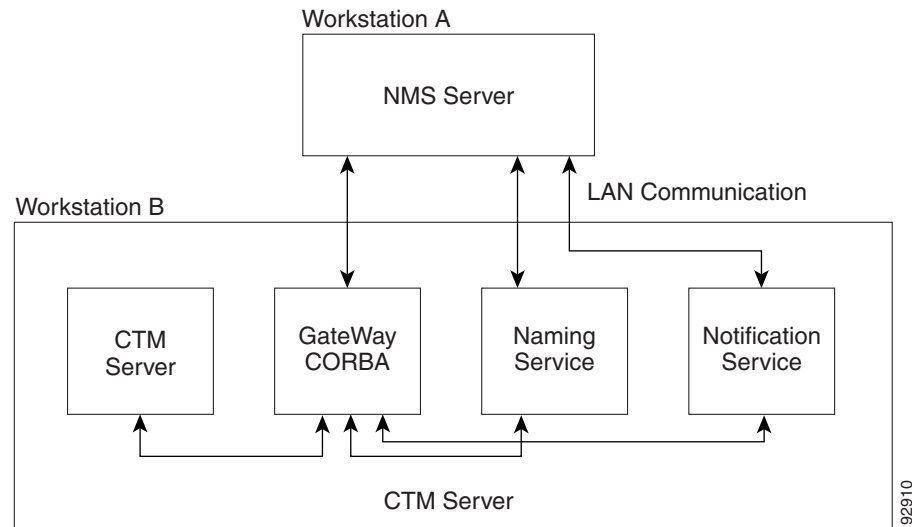 Workstation A
NMS Server
LAN Communication
Workstation B
CTM
Server
GateWay
CORBA
Naming
Service
Notification
Service
CTM Server
92910